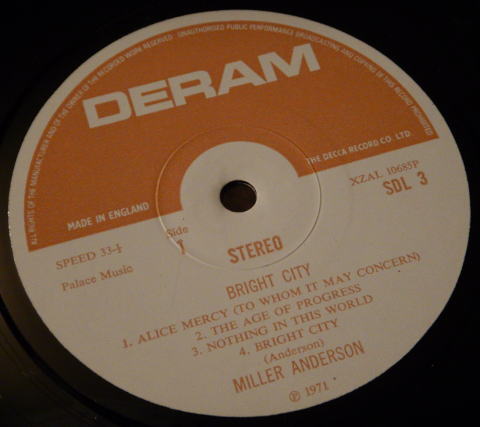 ALL RIGHTS OF THE MANUFACTURER AND OF THE OWNER OF THE RECORDED WORK RESERVED UNAUTHORISED PUBLIC PERFORMANCE BROADCASTING AND COPYING OF THIS RECORD PROHIBITED
DERAM
THE DECCA RECORD CO. LTD.
MADE IN ENGLAND
XZAL 10685P
SDL 3
SPEED 33⅓
Side
1
STEREO
Palace Music
BRIGHT CITY
1. ALICE MERCY (TO WHOM IT MAY CONCERN)
2. THE AGE OF PROGRESS
3. NOTHING IN THIS WORLD
4. BRIGHT CITY
(Anderson)
MILLER ANDERSON
℗ 1971